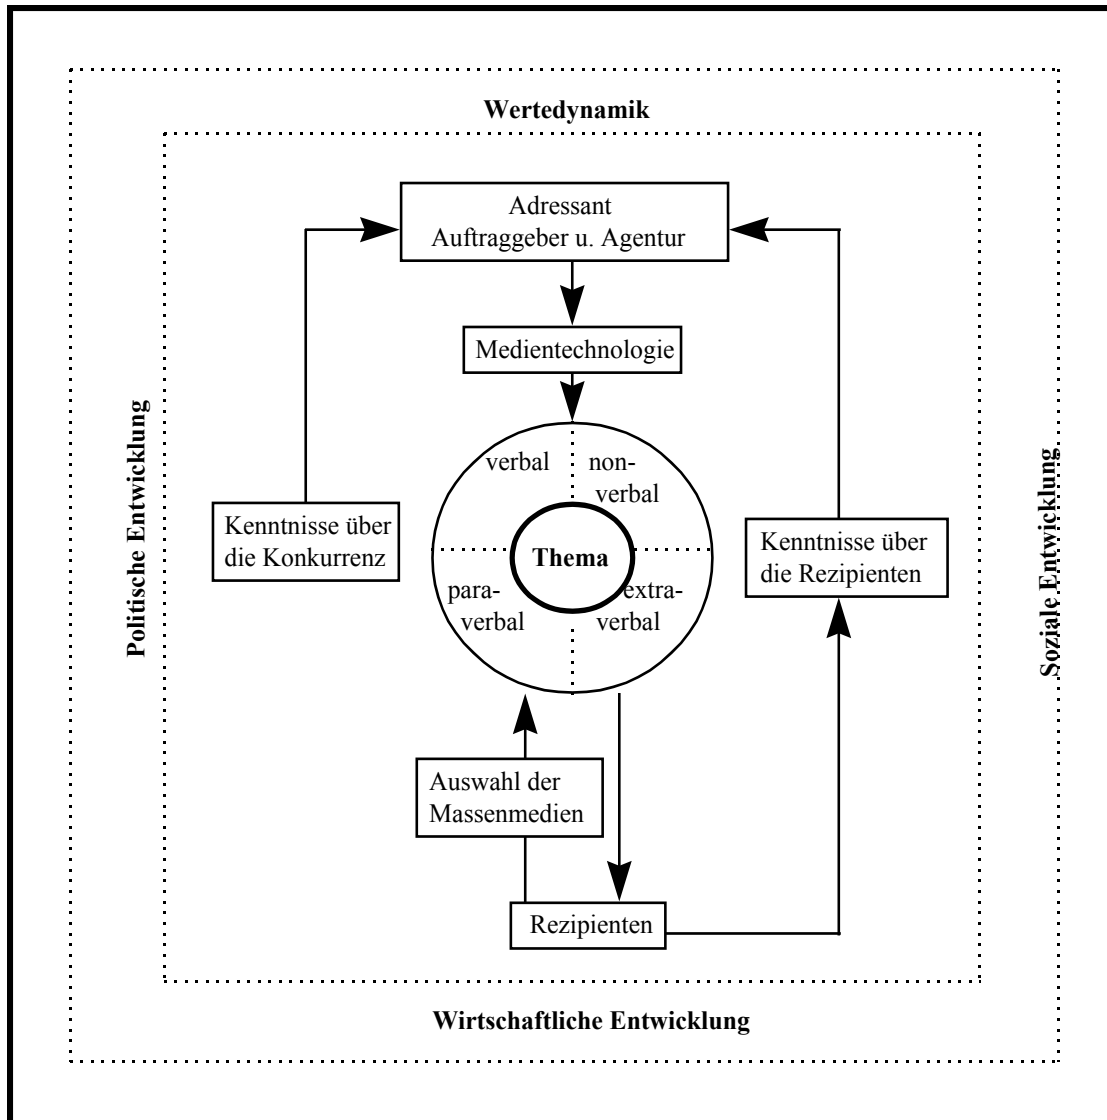 Wertedynamik
Adressant
Auftraggeber u. Agentur
Medientechnologie
Politische Entwicklung
verbal
non-
verbal
Kenntnisse über
die Konkurrenz
Thema
Kenntnisse über
die Rezipienten
para-
verbal
extra-
verbal
Soziale Entwicklung
Auswahl der
Massenmedien
Rezipienten
Wirtschaftliche Entwicklung